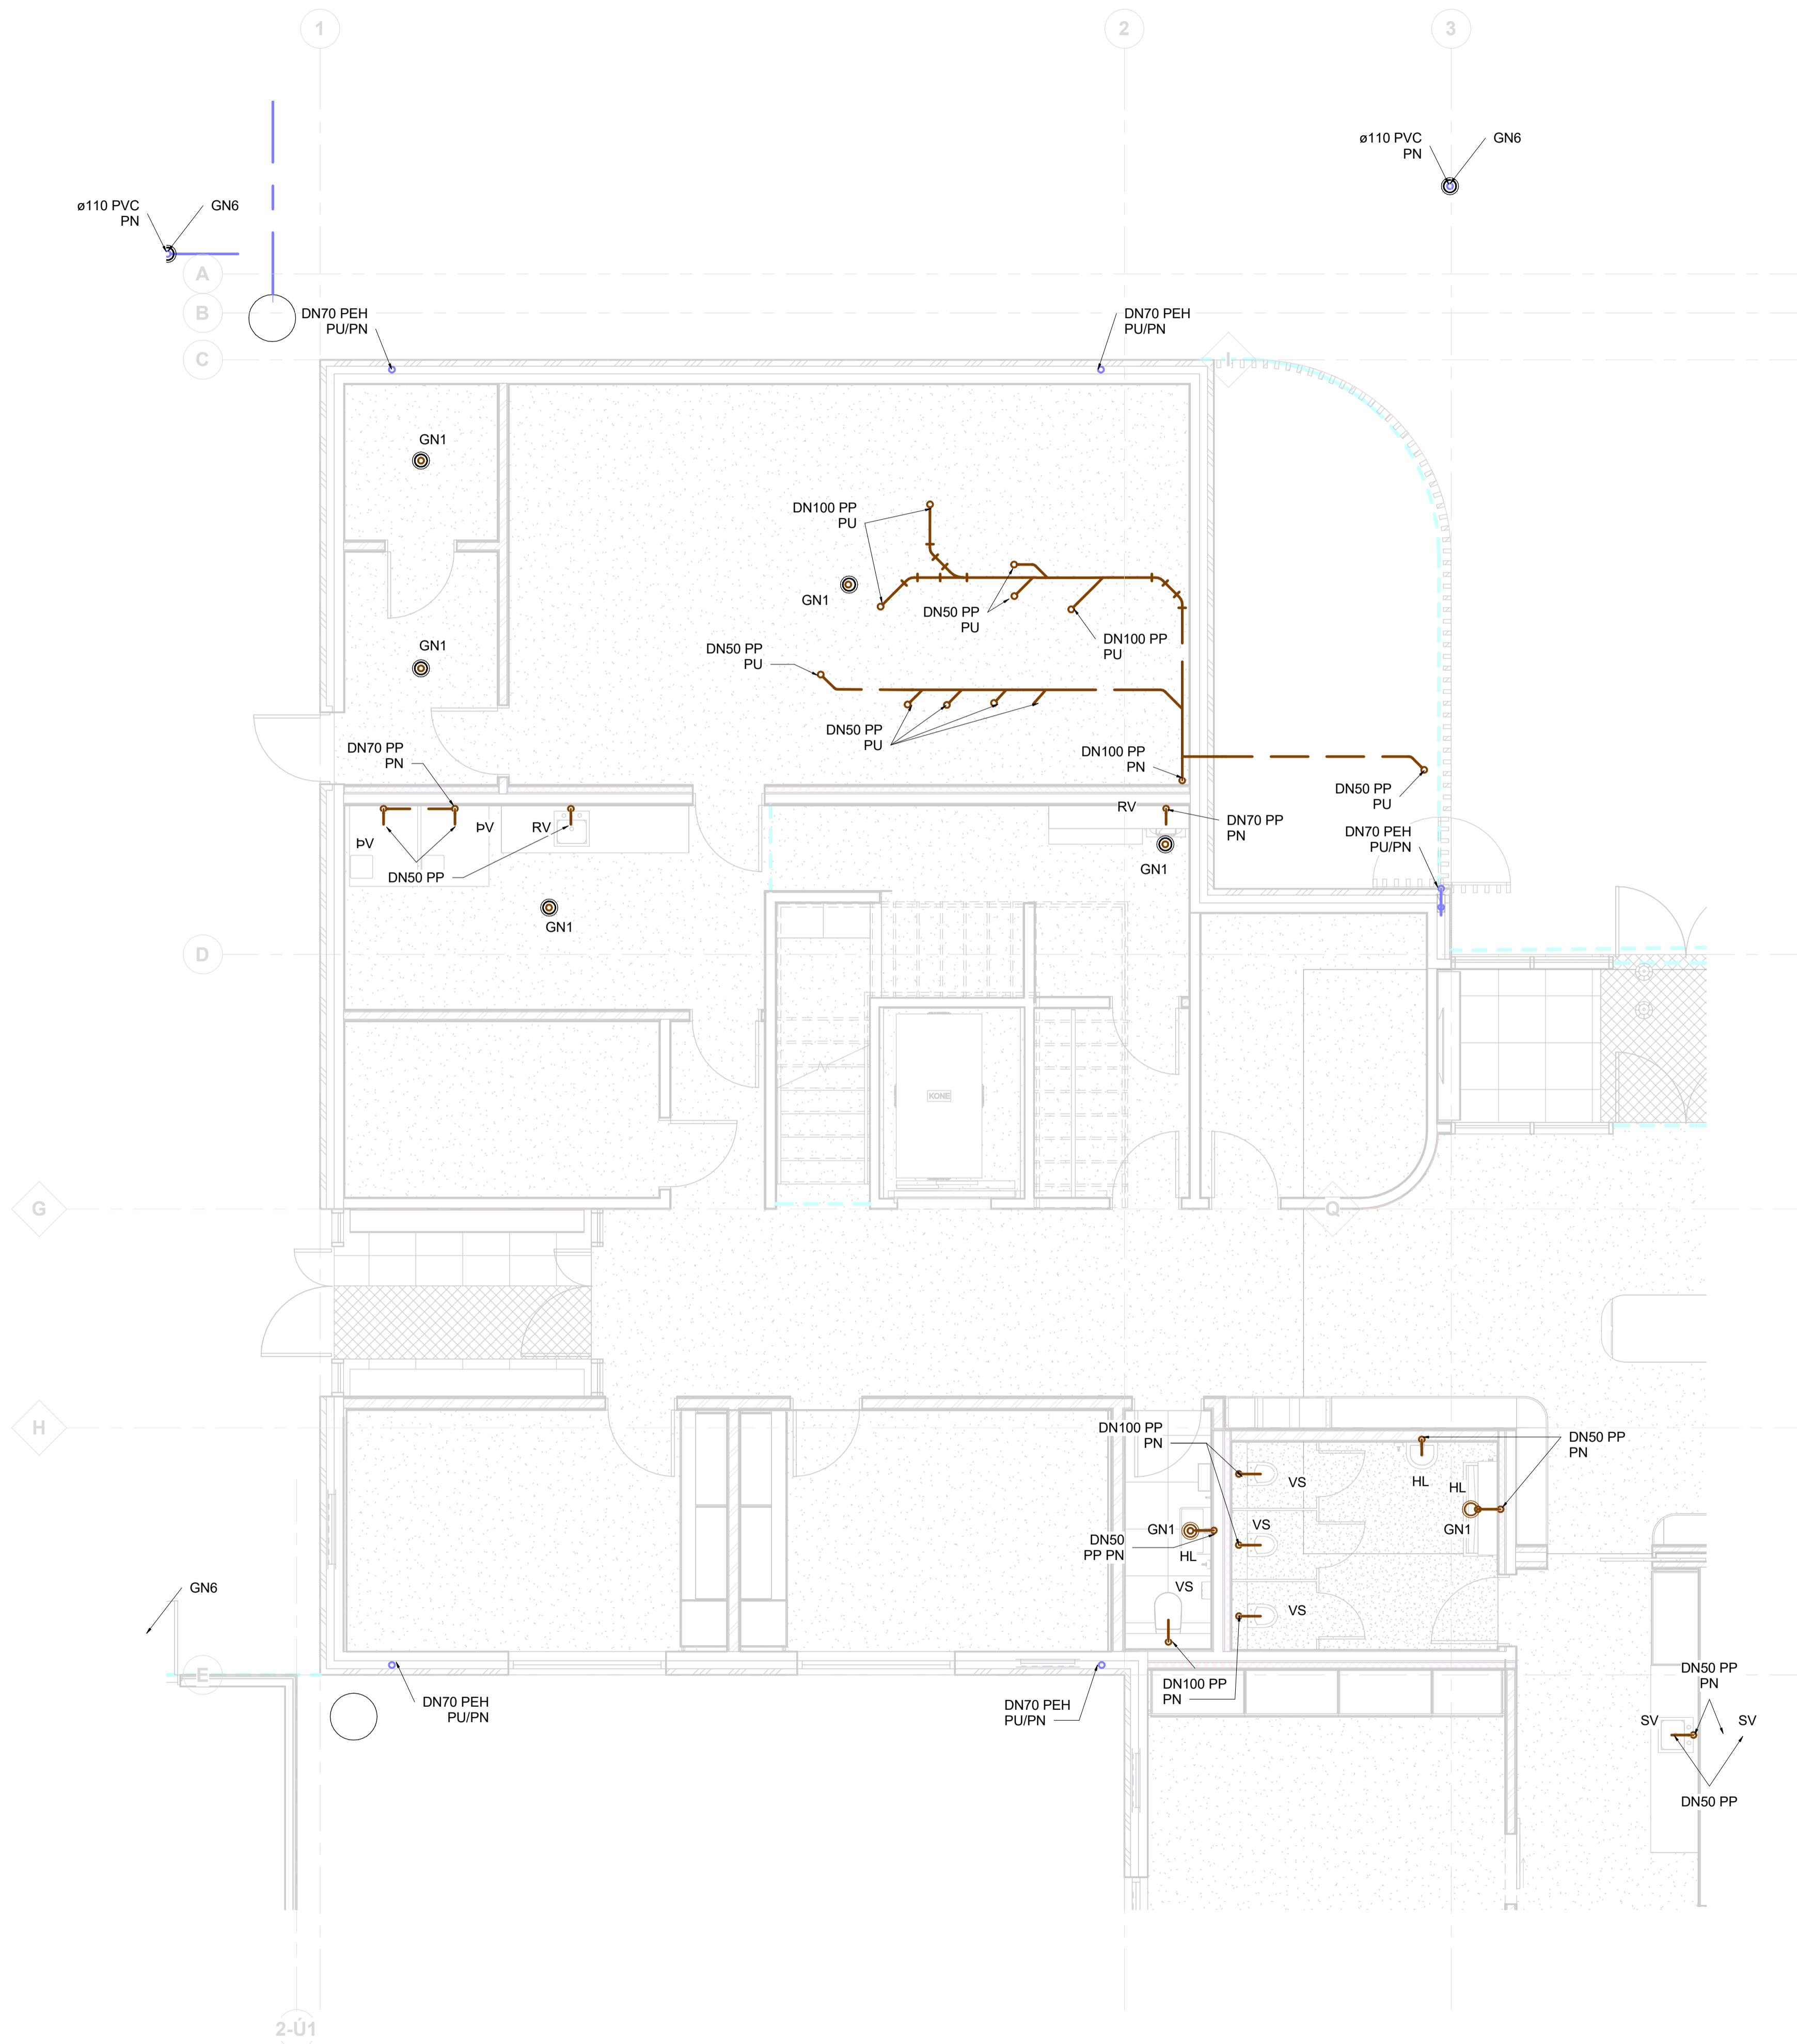 1
2
3
ø110 PVC
PN
GN6
ø110 PVC
PN
GN6
A
B
C
DN70 PEH
PU/PN
DN70 PEH
PU/PN
I
GN1
DN100 PP
PU
GN1
DN50 PP
PU
DN100 PP
PU
GN1
DN50 PP
PU
DN50 PP
PU
DN70 PP
PN
DN100 PP
PN
DN50 PP
PU
ÞV
ÞV
RV
DN50 PP
RV
DN70 PP
PN
DN70 PEH
PU/PN
GN1
GN1
D
KONE
G
Q
H
DN100 PP
PN
DN50 PP
PN
VS
HL
HL
GN1
VS
GN1
DN50
PP PN
HL
VS
VS
GN6
E
DN70 PEH
PU/PN
DN70 PEH
PU/PN
DN100 PP
PN
DN50 PP
PN
SV
SV
DN50 PP
2-Ú1